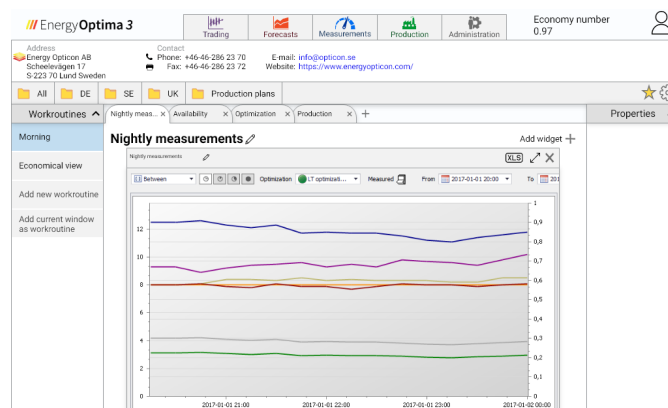 EnergyOptima 3
Trading
Forecasts
Measurements
Production
Administration
Economy number
0.97
Address
Energy Opticon AB
Scheelevägen 17
S-223 70 Lund Sweden
Contact
Phone: +46-46-286 23 70
Fax: +46-46-286 23 72
E-mail: info@opticon.se
Website: https://www.energyopticon.com/
All
DE
SE
UK
Production plans
Workroutines
Nightly meas... ×
Availability ×
Optimization ×
Production ×
+
Properties
Morning
Economical view
Add new workroutine
Add current window
as workroutine
Nightly measurements
Add widget +
Nightly measurements
XLS
Between
Optimization
LT optimizati...
Measured
From
2017-01-01 20:00
To
201
12
10
8
6
4
2
0
1
0,9
0,8
0,7
0,6
0,5
0,4
0,3
0,2
0,1
0
2017-01-01 21:00
2017-01-01 22:00
2017-01-01 23:00
2017-01-02 00:00